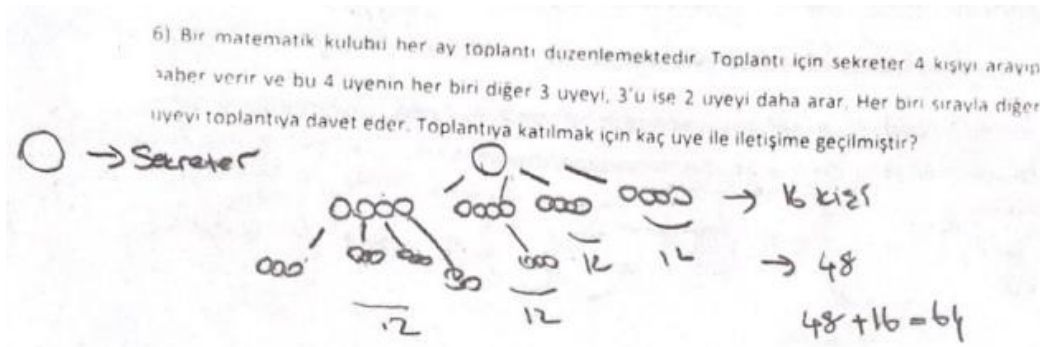 6) Bir matematik kulubu her ay toplantı duzenlemektedir. Toplantı için sekreter 4 kişiyi arayıp
haber verir ve bu 4 uyenin her biri diğer 3 uyeyi, 3'u ise 2 uyeyi daha arar. Her biri sırayla diğer
uyeyi toplantıya davet eder. Toplantıya katılmak için kaç uye ile iletişime geçilmiştir?
→ Sekreter
→ 16 kişi
12 12 → 48
12 12
48 +16 = 64